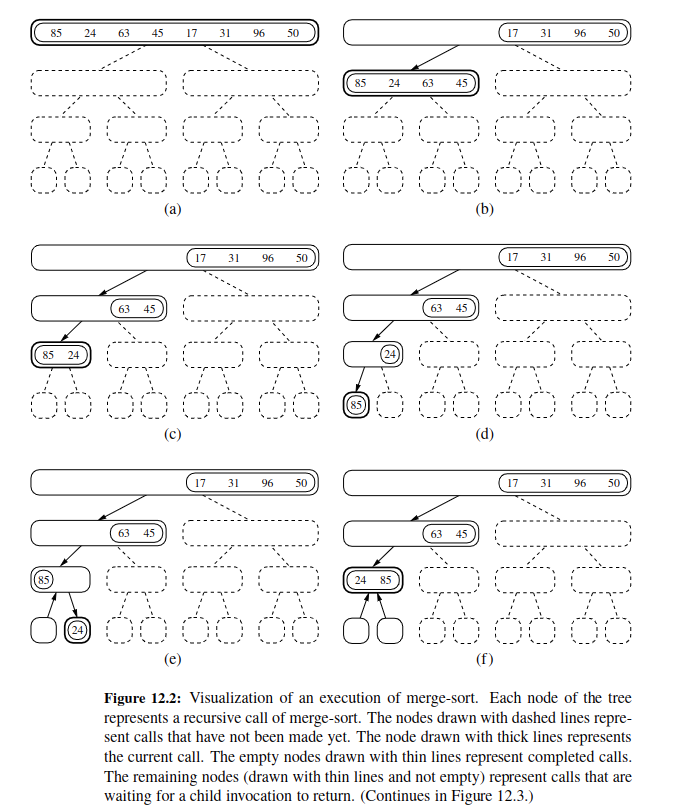 85 24 63 45 17 31 96 50
(a)
17 31 96 50
85 24 63 45
(b)
17 31 96 50
63 45
85 24
(c)
17 31 96 50
63 45
24
85
(d)
17 31 96 50
63 45
85
24
(e)
17 31 96 50
63 45
24 85
(f)
Figure 12.2: Visualization of an execution of merge-sort. Each node of the tree
represents a recursive call of merge-sort. The nodes drawn with dashed lines repre-
sent calls that have not been made yet. The node drawn with thick lines represents
the current call. The empty nodes drawn with thin lines represent completed calls.
The remaining nodes (drawn with thin lines and not empty) represent calls that are
waiting for a child invocation to return. (Continues in Figure 12.3.)